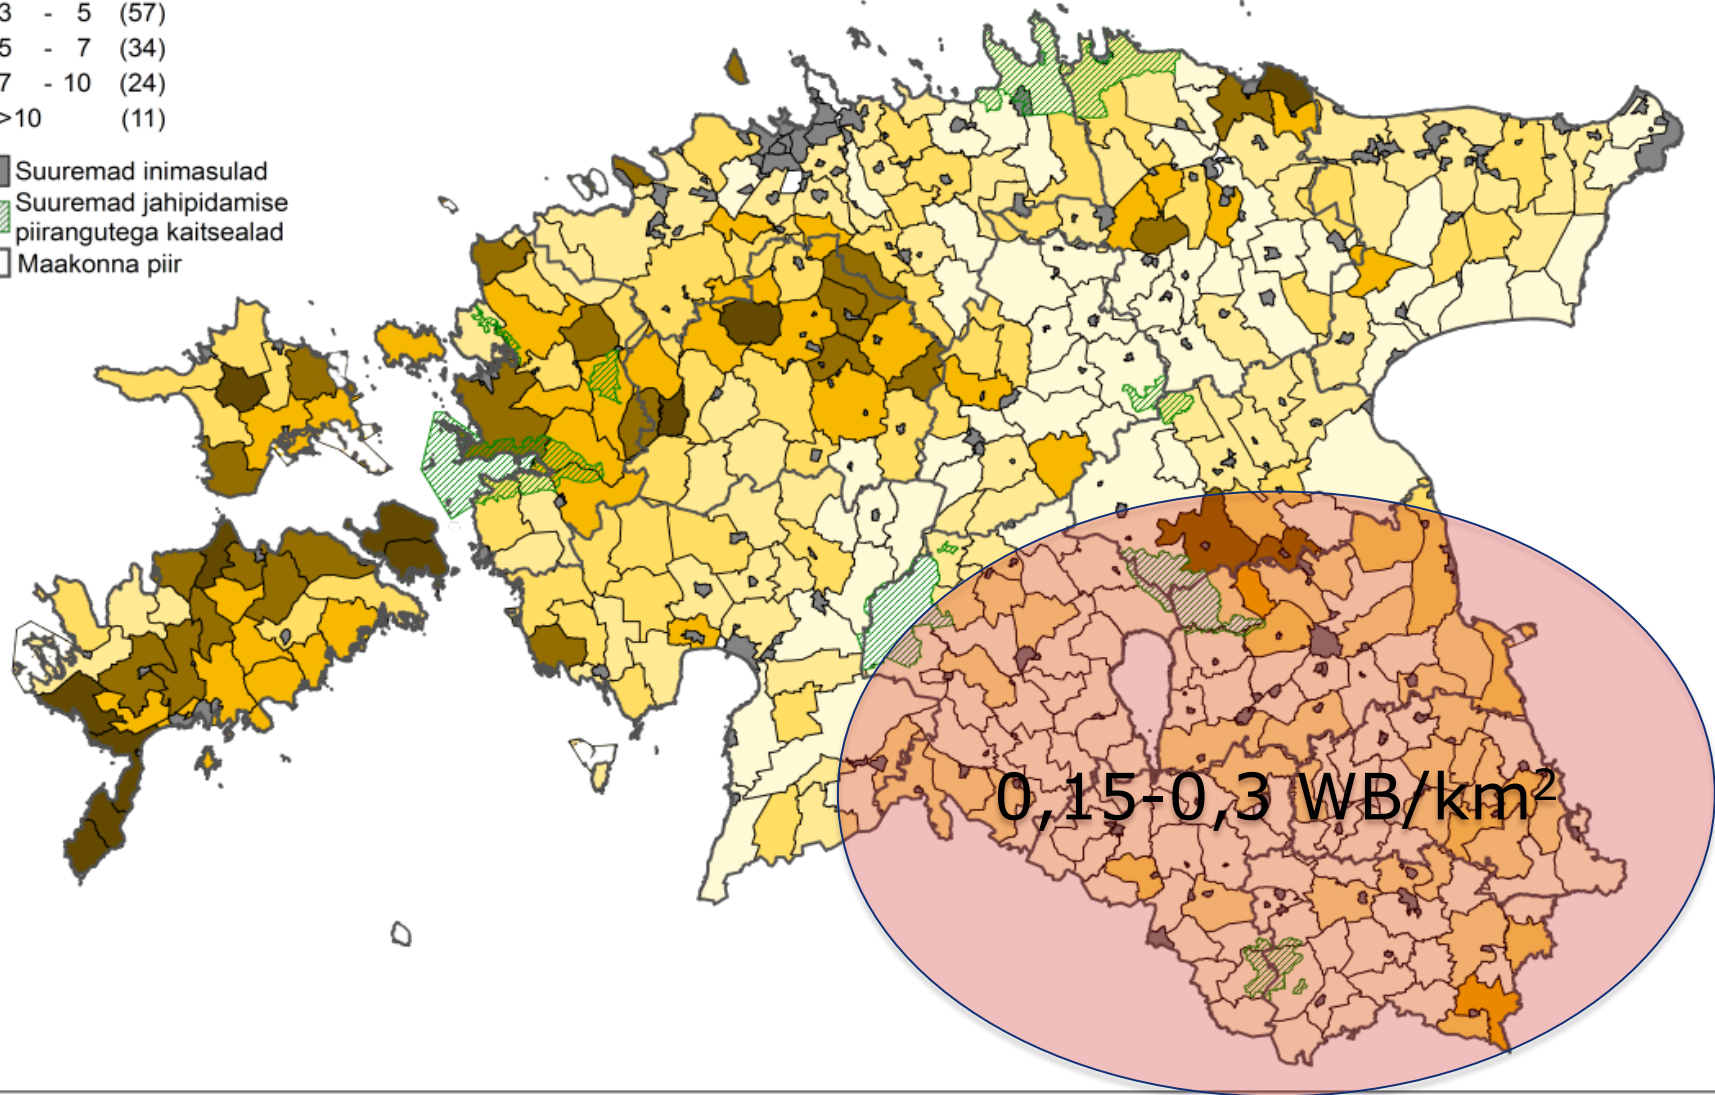 3 - 5 (57)
5 - 7 (34)
7 - 10 (24)
>10 (11)
Suuremad inimasulad
Suuremad jahipidamise
piirangutega kaitsealad
Maakonna piir
0,15-0,3 WB/km²